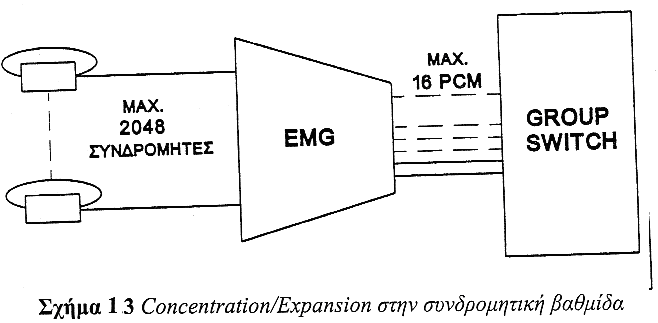 MAX.
2048
ΣΥΝΔΡΟΜΗΤΕΣ
EMG
MAX.
16 PCM
GROUP
SWITCH
Σχήμα 1.3 Concentration/Expansion στην συνδρομητική βαθμίδα